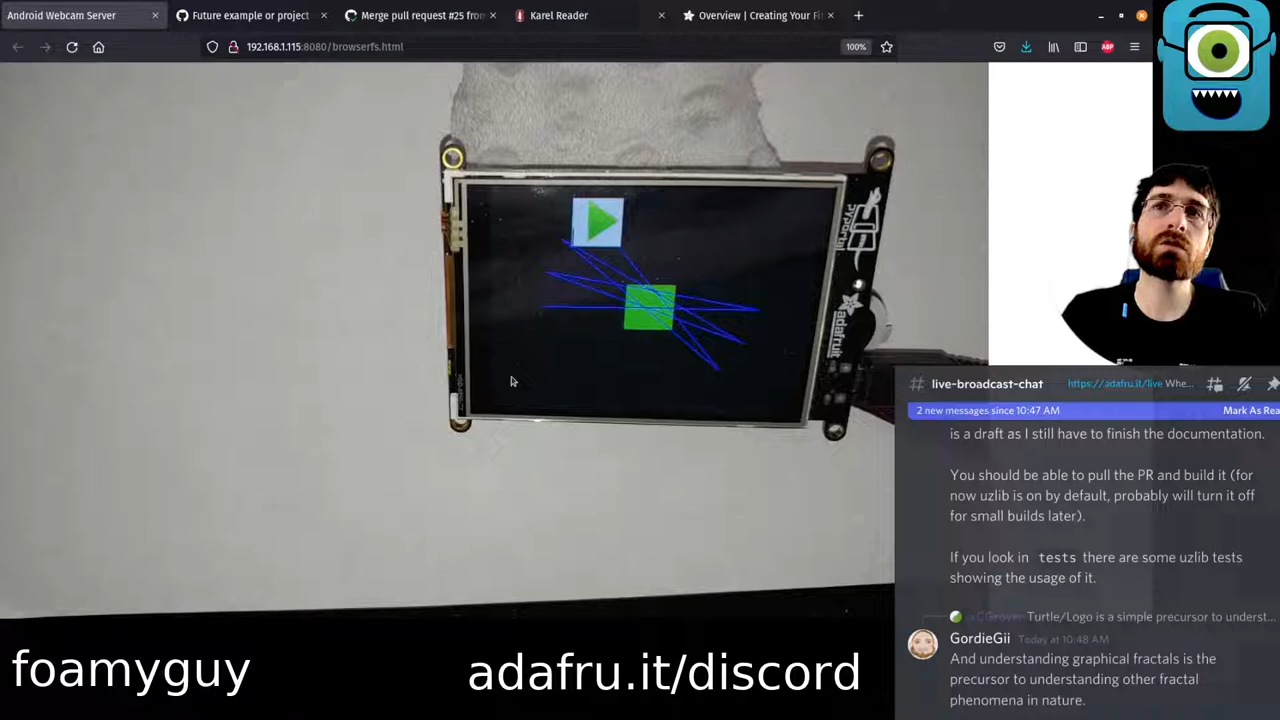 Android Webcam Server
Future example or project
Merge pull request #25 from
Karel Reader
Overview | Creating Your Fi
192.168.1.115:8080/browserfs.html
100%
ABP
pyportal
adafruit
# live-broadcast-chat https://adafru.it/live Whe...
2 new messages since 10:47 AM Mark As Rea
is a draft as I still have to finish the documentation.
You should be able to pull the PR and build it (for
now uzlib is on by default, probably will turn it off
for small builds later).
If you look in tests there are some uzlib tests
showing the usage of it.
Turtle/Logo is a simple precursor to underst...
GordieGii Today at 10:48 AM
And understanding graphical fractals is the
precursor to understanding other fractal
phenomena in nature.
foamyguy
adafru.it/discord